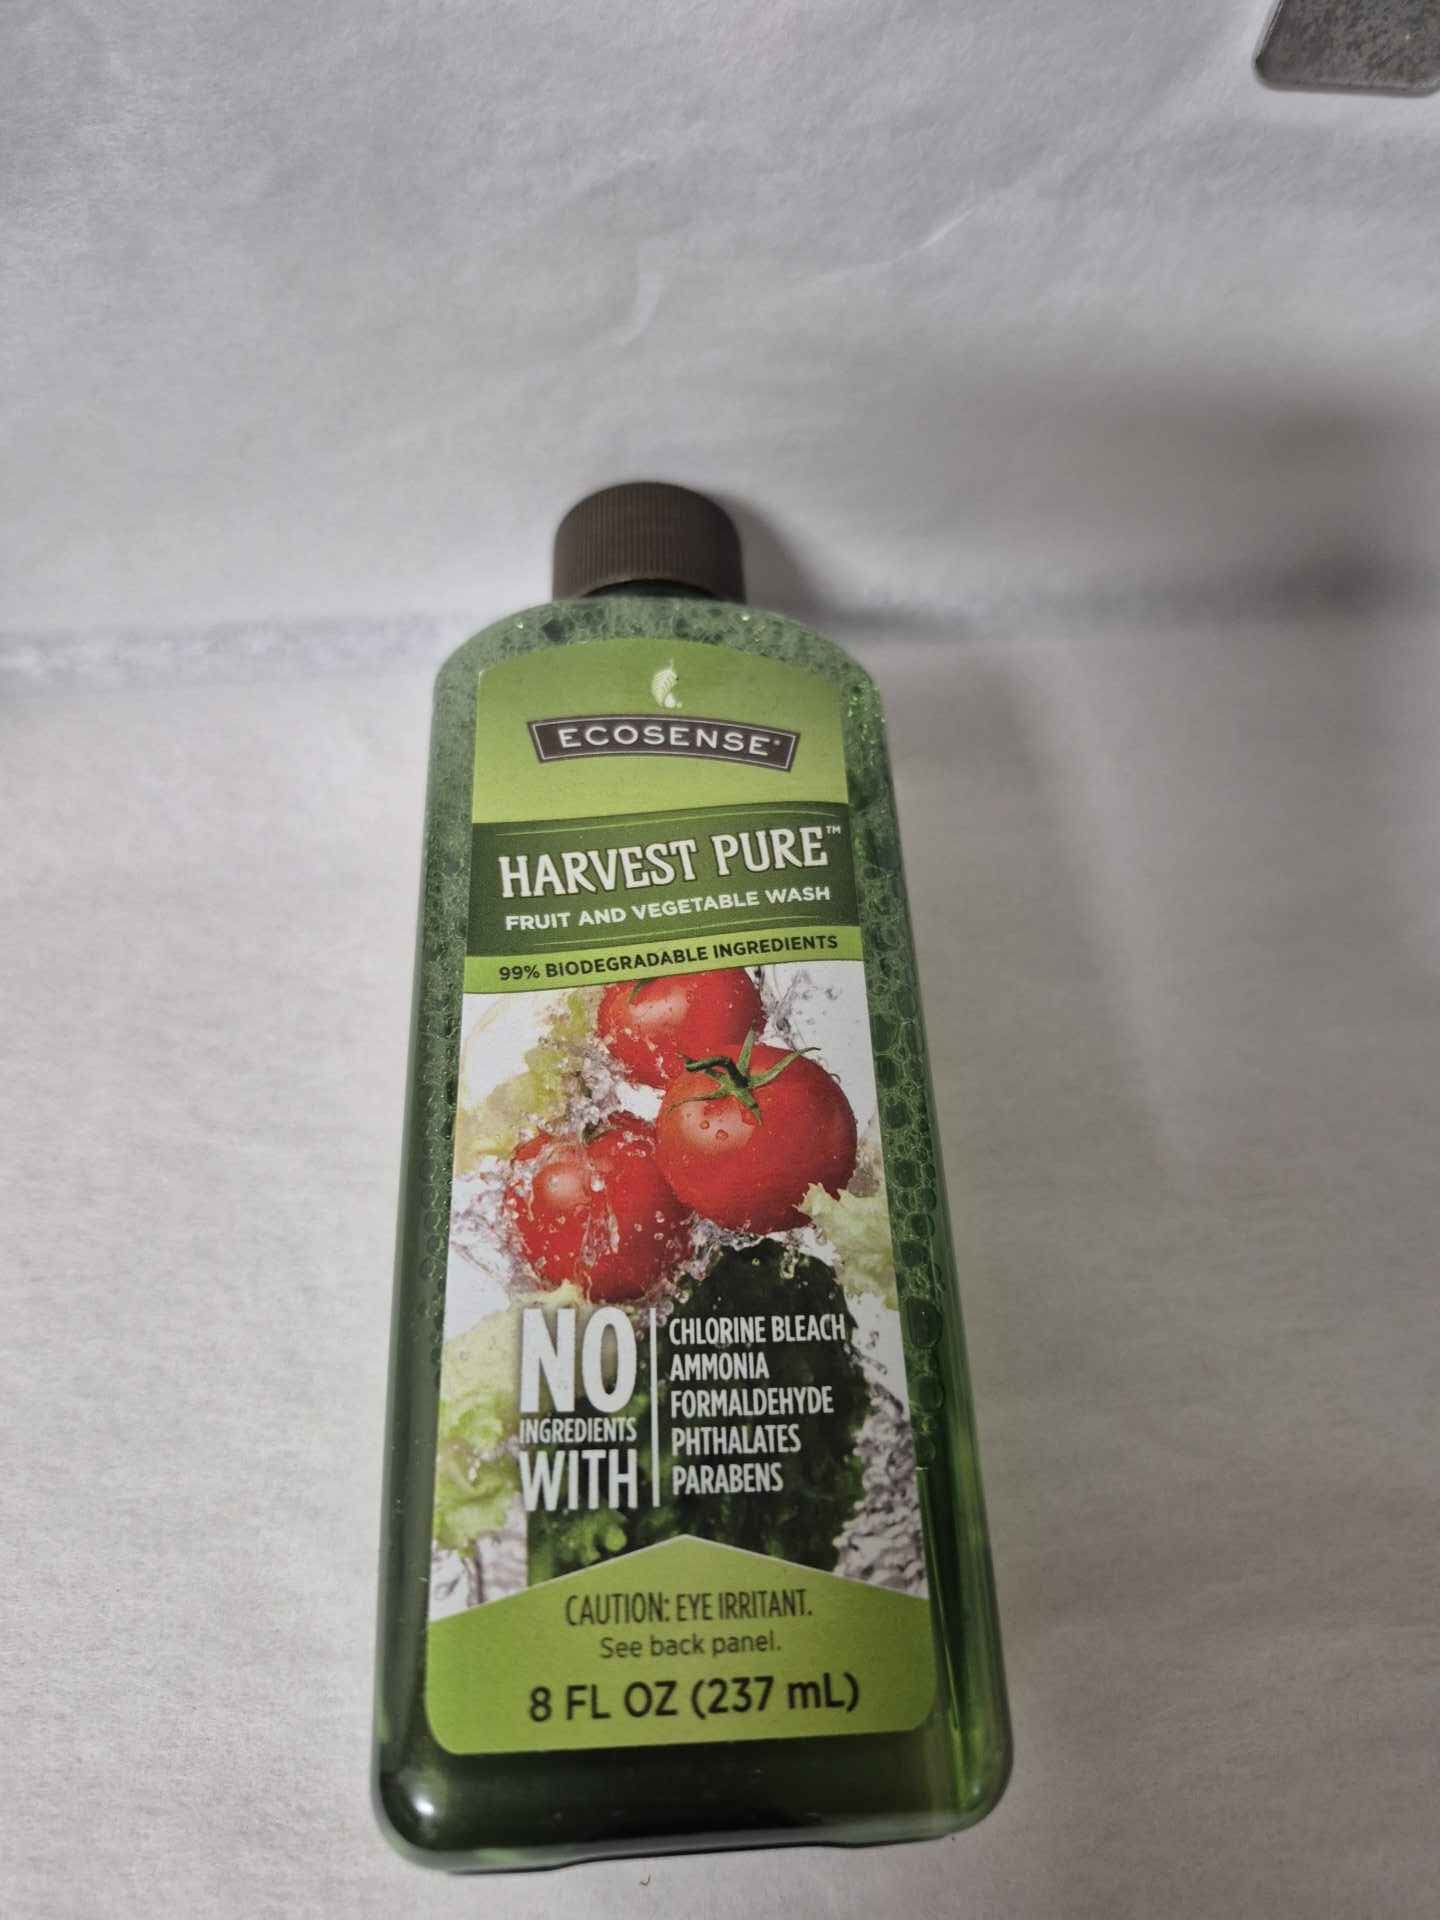 ECOSENSE®
HARVEST PURE™
FRUIT AND VEGETABLE WASH
99% BIODEGRADABLE INGREDIENTS
NO
INGREDIENTS
WITH
CHLORINE BLEACH
AMMONIA
FORMALDEHYDE
PHTHALATES
PARABENS
CAUTION: EYE IRRITANT.
See back panel.
8 FL OZ (237 mL)